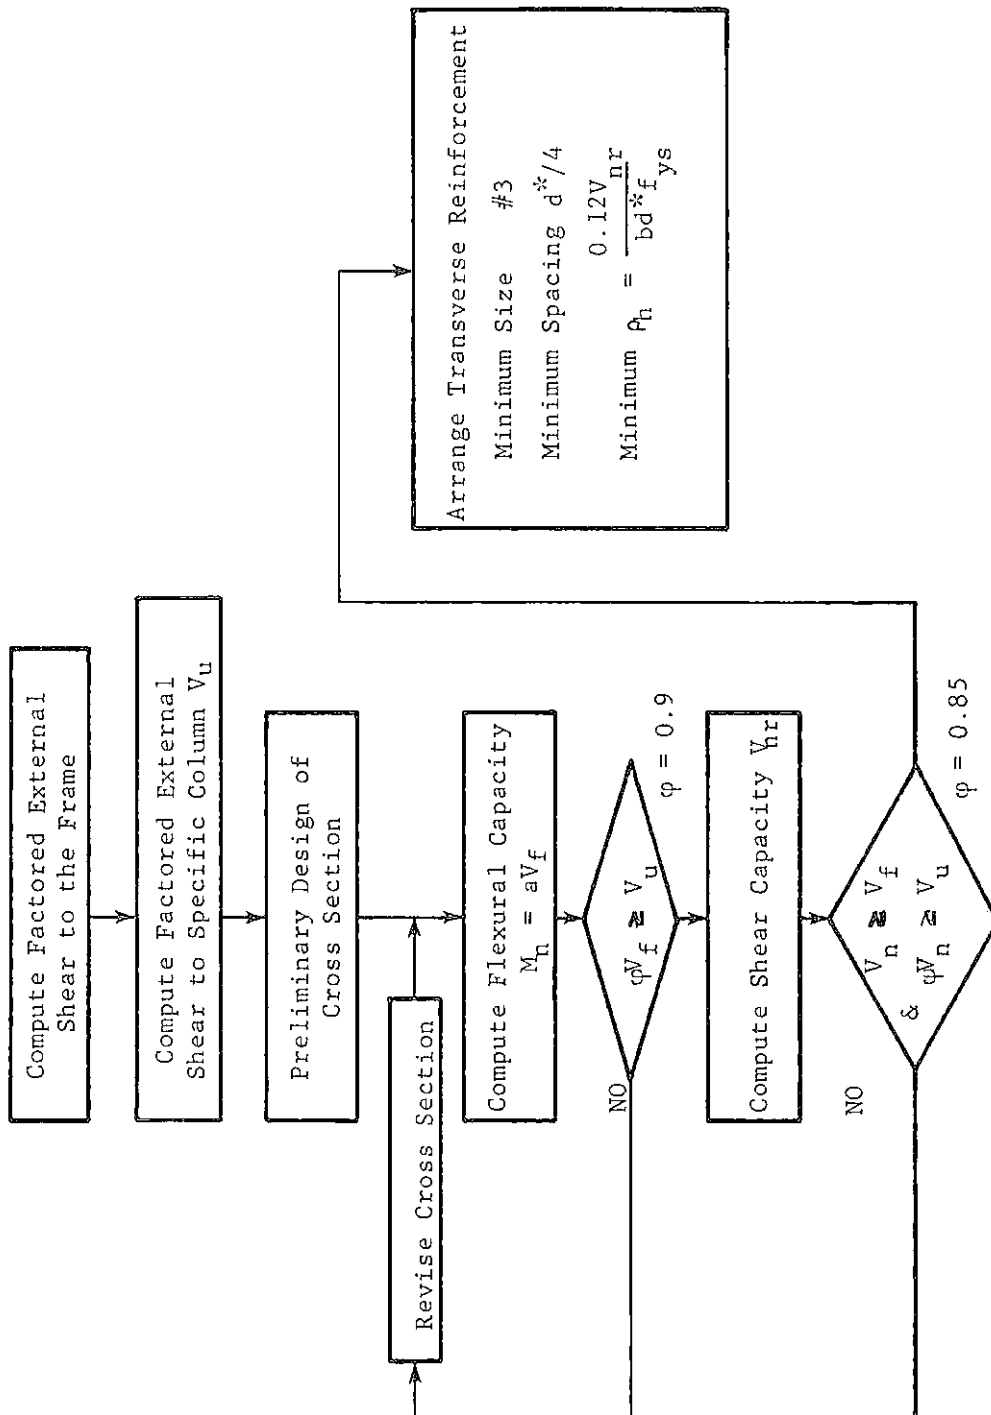 Compute Factored External
Shear to the Frame
Compute Factored External
Shear to Specific Column V_u
Preliminary Design of
Cross Section
Revise Cross Section
Compute Flexural Capacity
M_n = aV_f
φV_f ≥ V_u
φ = 0.9
NO
Compute Shear Capacity V_nr
V_n ≥ V_f
& φV_n ≥ V_u
φ = 0.85
NO
Arrange Transverse Reinforcement
Minimum Size #3
Minimum Spacing d*/4
Minimum ρ_h = 0.12V_nr / bd*f_ys